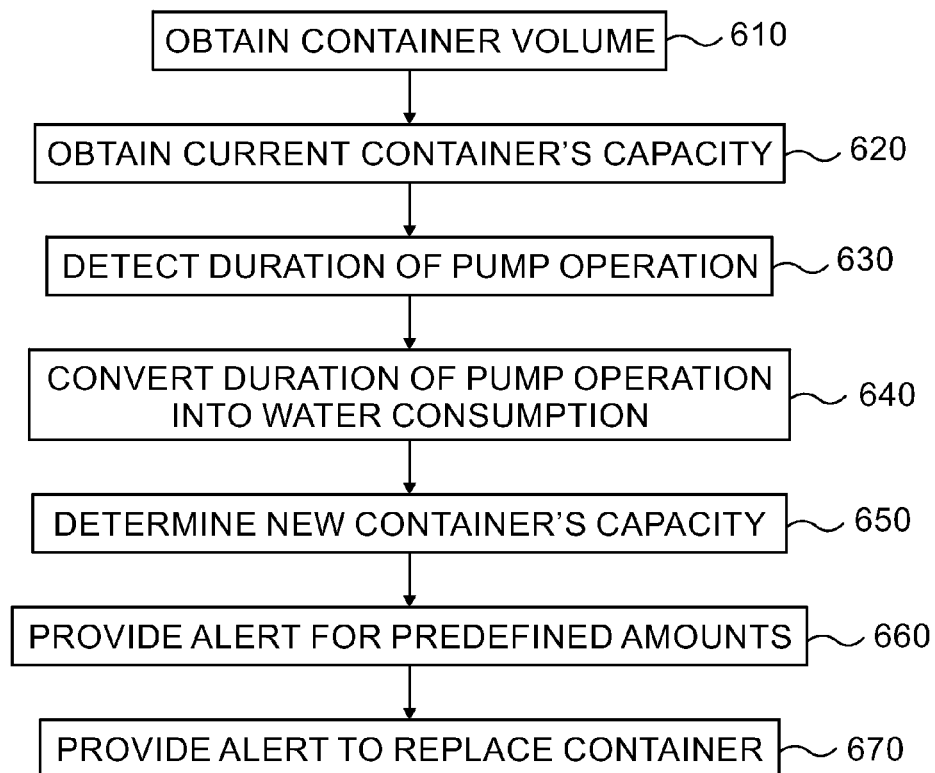 OBTAIN CONTAINER VOLUME 610
OBTAIN CURRENT CONTAINER'S CAPACITY 620
DETECT DURATION OF PUMP OPERATION 630
CONVERT DURATION OF PUMP OPERATION
INTO WATER CONSUMPTION 640
DETERMINE NEW CONTAINER'S CAPACITY 650
PROVIDE ALERT FOR PREDEFINED AMOUNTS 660
PROVIDE ALERT TO REPLACE CONTAINER 670